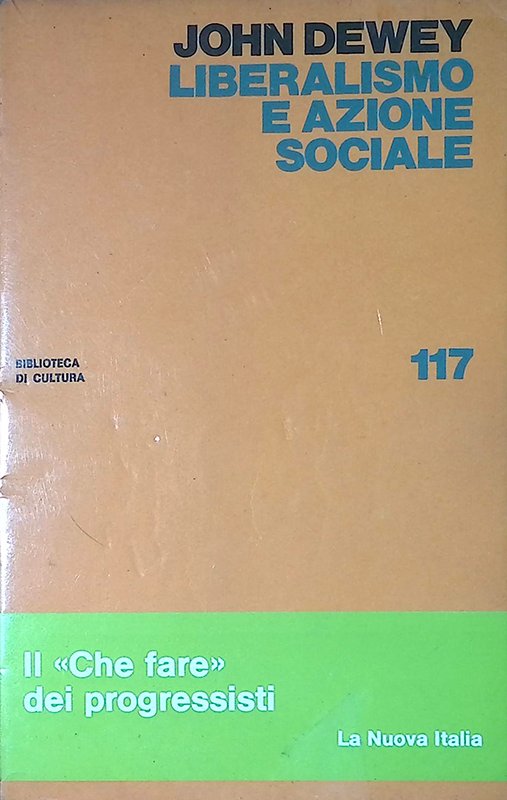 JOHN DEWEY
LIBERALISMO
E AZIONE
SOCIALE
BIBLIOTECA
DI CULTURA
117
Il «Che fare»
dei progressisti
La Nuova Italia